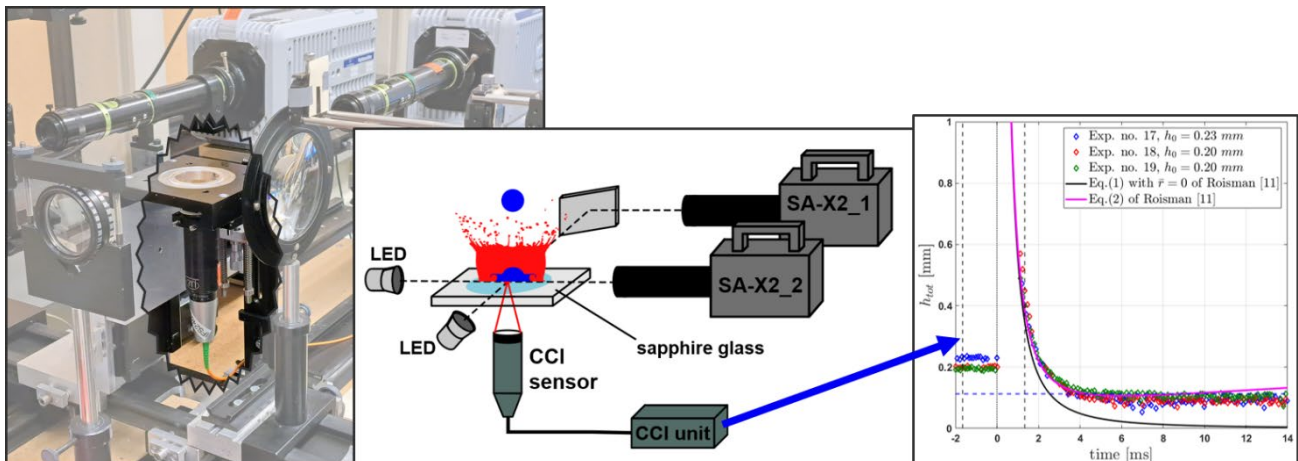 SA-X2_1
LED
SA-X2_2
LED
CCI
sensor
sapphire glass
CCI unit
Exp. no. 17, h₀ = 0.23 mm
Exp. no. 18, h₀ = 0.20 mm
Exp. no. 19, h₀ = 0.20 mm
Eq.(1) with r̄ = 0 of Roisman [11]
Eq.(2) of Roisman [11]
h_tot [mm]
1
0.8
0.6
0.4
0.2
0
-2 0 2 4 6 8 10 12 14
time [ms]